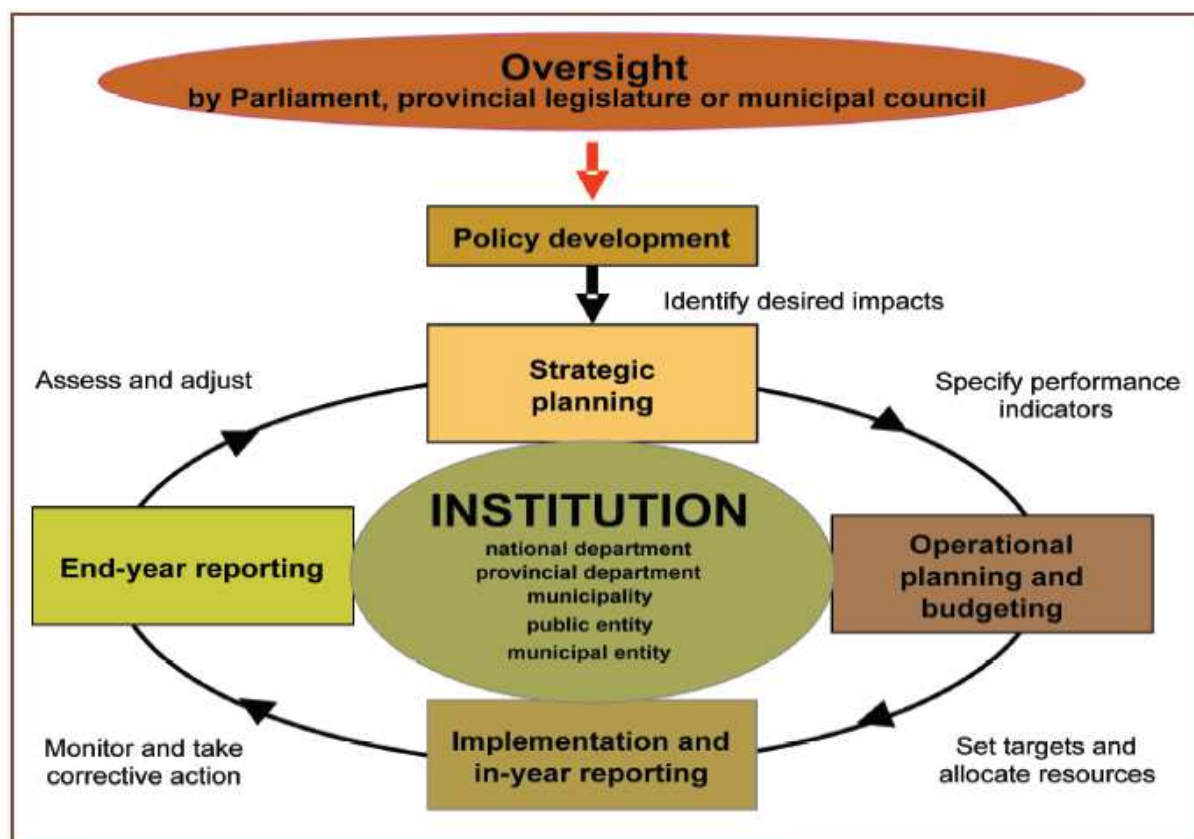 Oversight
by Parliament, provincial legislature or municipal council
Policy development
Identify desired impacts
Strategic
planning
Assess and adjust
Specify performance
indicators
INSTITUTION
national department
provincial department
municipality
public entity
municipal entity
End-year reporting
Operational
planning and
budgeting
Implementation and
in-year reporting
Monitor and take
corrective action
Set targets and
allocate resources